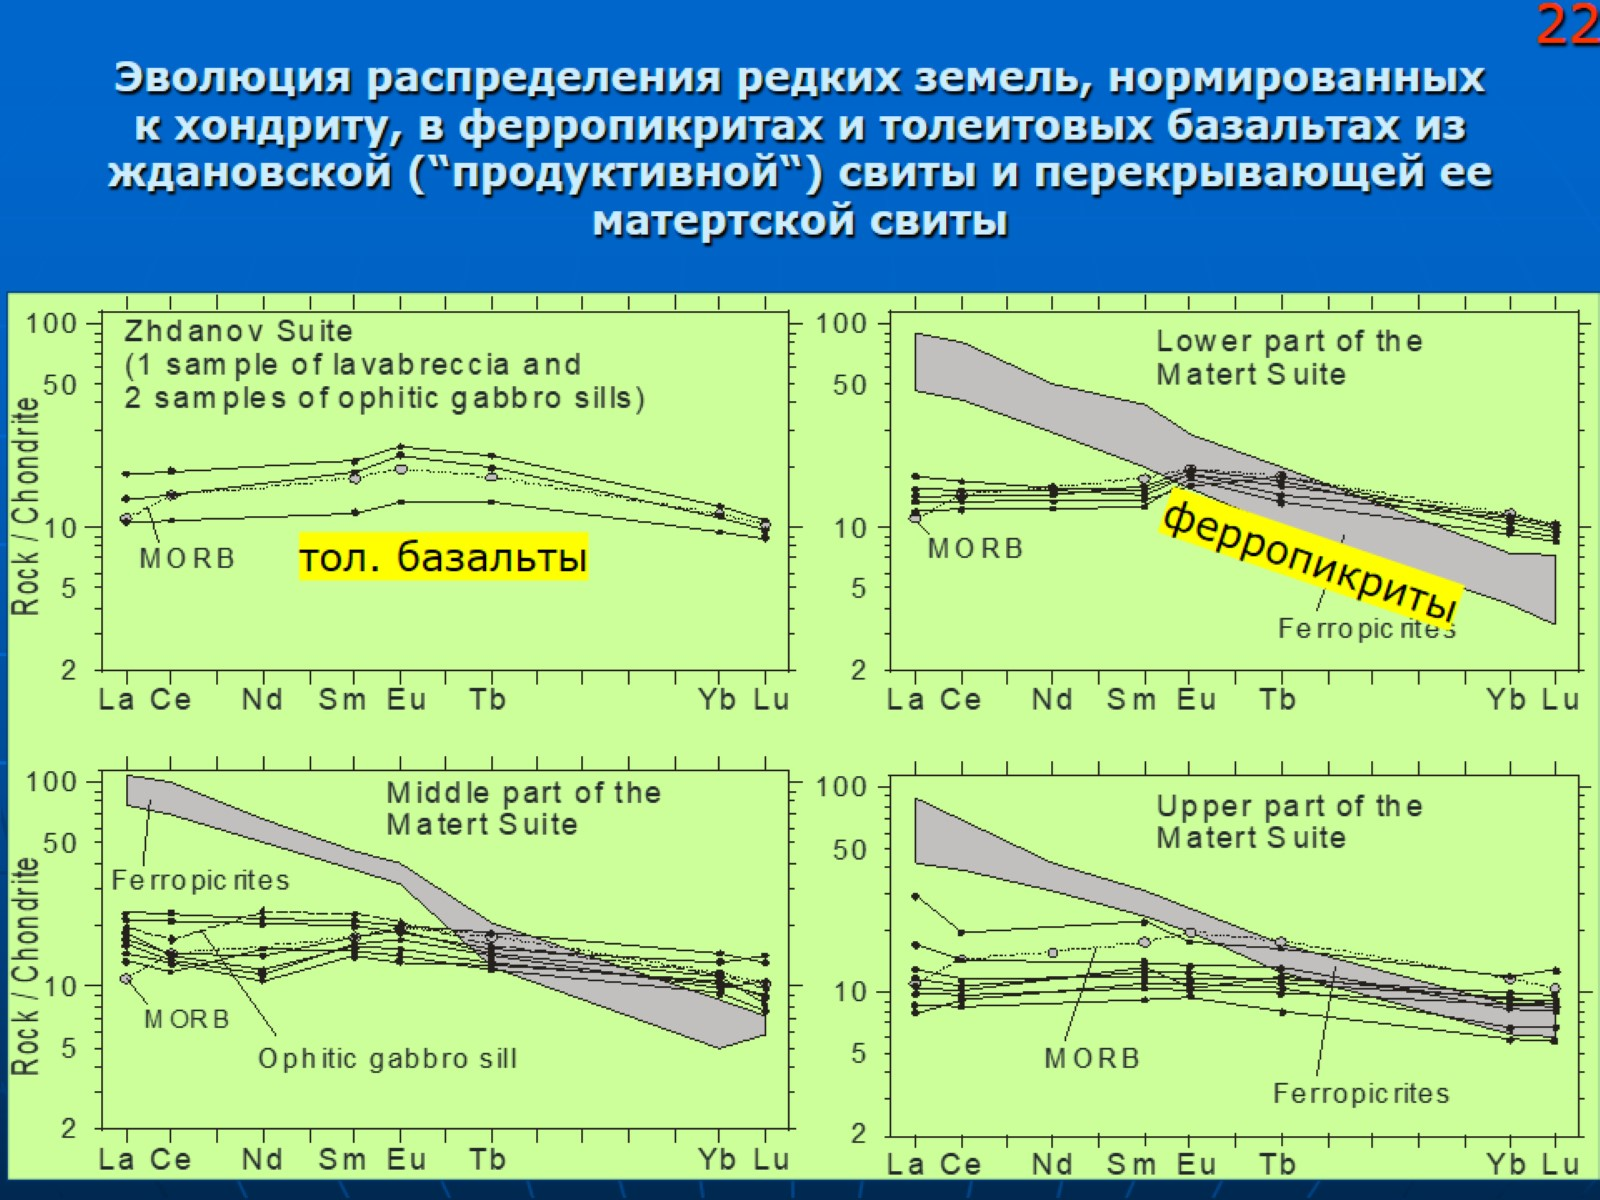 22
Эволюция распределения редких земель, нормированных
к хондриту, в ферропикритах и толеитовых базальтах из
ждановской (“продуктивной“) свиты и перекрывающей ее
матертской свиты
Zhdanov Suite
(1 sample of lavabreccia and
2 samples of ophitic gabbro sills)
100
50
10
5
2
Rock / Chondrite
MORB
тол. базальты
La Ce Nd Sm Eu Tb Yb Lu
Lower part of the
Matert Suite
100
50
10
5
2
MORB
ферропикриты
Ferropicrites
La Ce Nd Sm Eu Tb Yb Lu
Middle part of the
Matert Suite
100
50
10
5
2
Rock / Chondrite
Ferropicrites
MORB
Ophitic gabbro sill
La Ce Nd Sm Eu Tb Yb Lu
Upper part of the
Matert Suite
100
50
10
5
2
MORB
Ferropicrites
La Ce Nd Sm Eu Tb Yb Lu